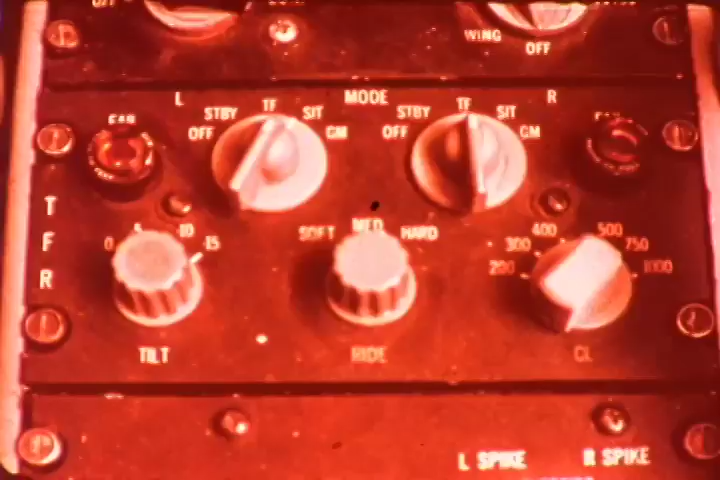 WING
OFF
L MODE R
STBY TF SIT STBY TF SIT
OFF GM OFF GM
T
F
R
0 5 10 15
SOFT MED HARD
200 300 400 500 750 1000
TILT RIDE CL
L SPIKE R SPIKE